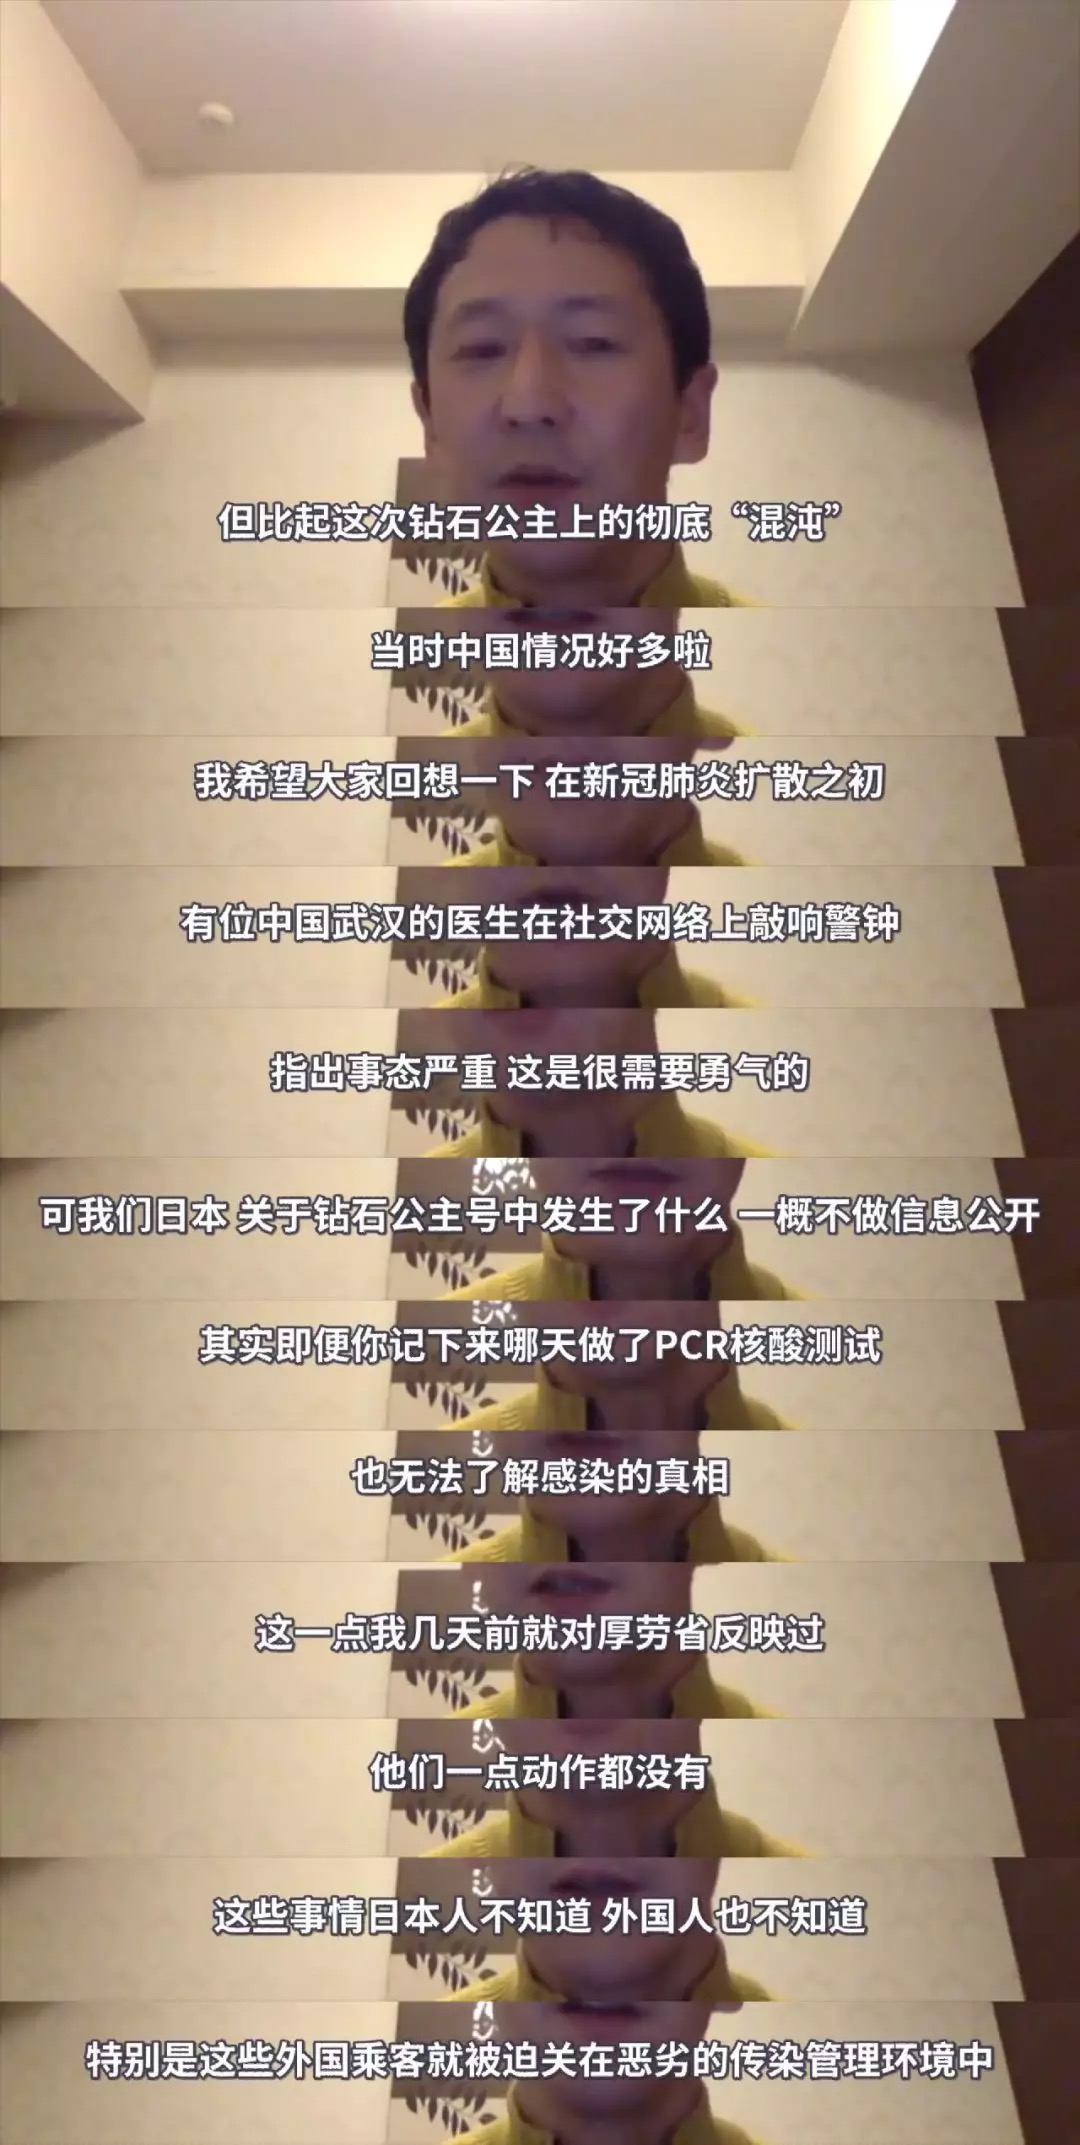 但比起这次钻石公主上的彻底“混沌”
当时中国情况好多啦
我希望大家回想一下 在新冠肺炎扩散之初
有位中国武汉的医生在社交网络上敲响警钟
指出事态严重 这是很需要勇气的
可我们日本 关于钻石公主号中发生了什么 一概不做信息公开
其实即便你记下来哪天做了PCR核酸测试
也无法了解感染的真相
这一点我几天前就对厚劳省反映过
他们一点动作都没有
这些事情日本人不知道 外国人也不知道
特别是这些外国乘客就被迫关在恶劣的传染管理环境中